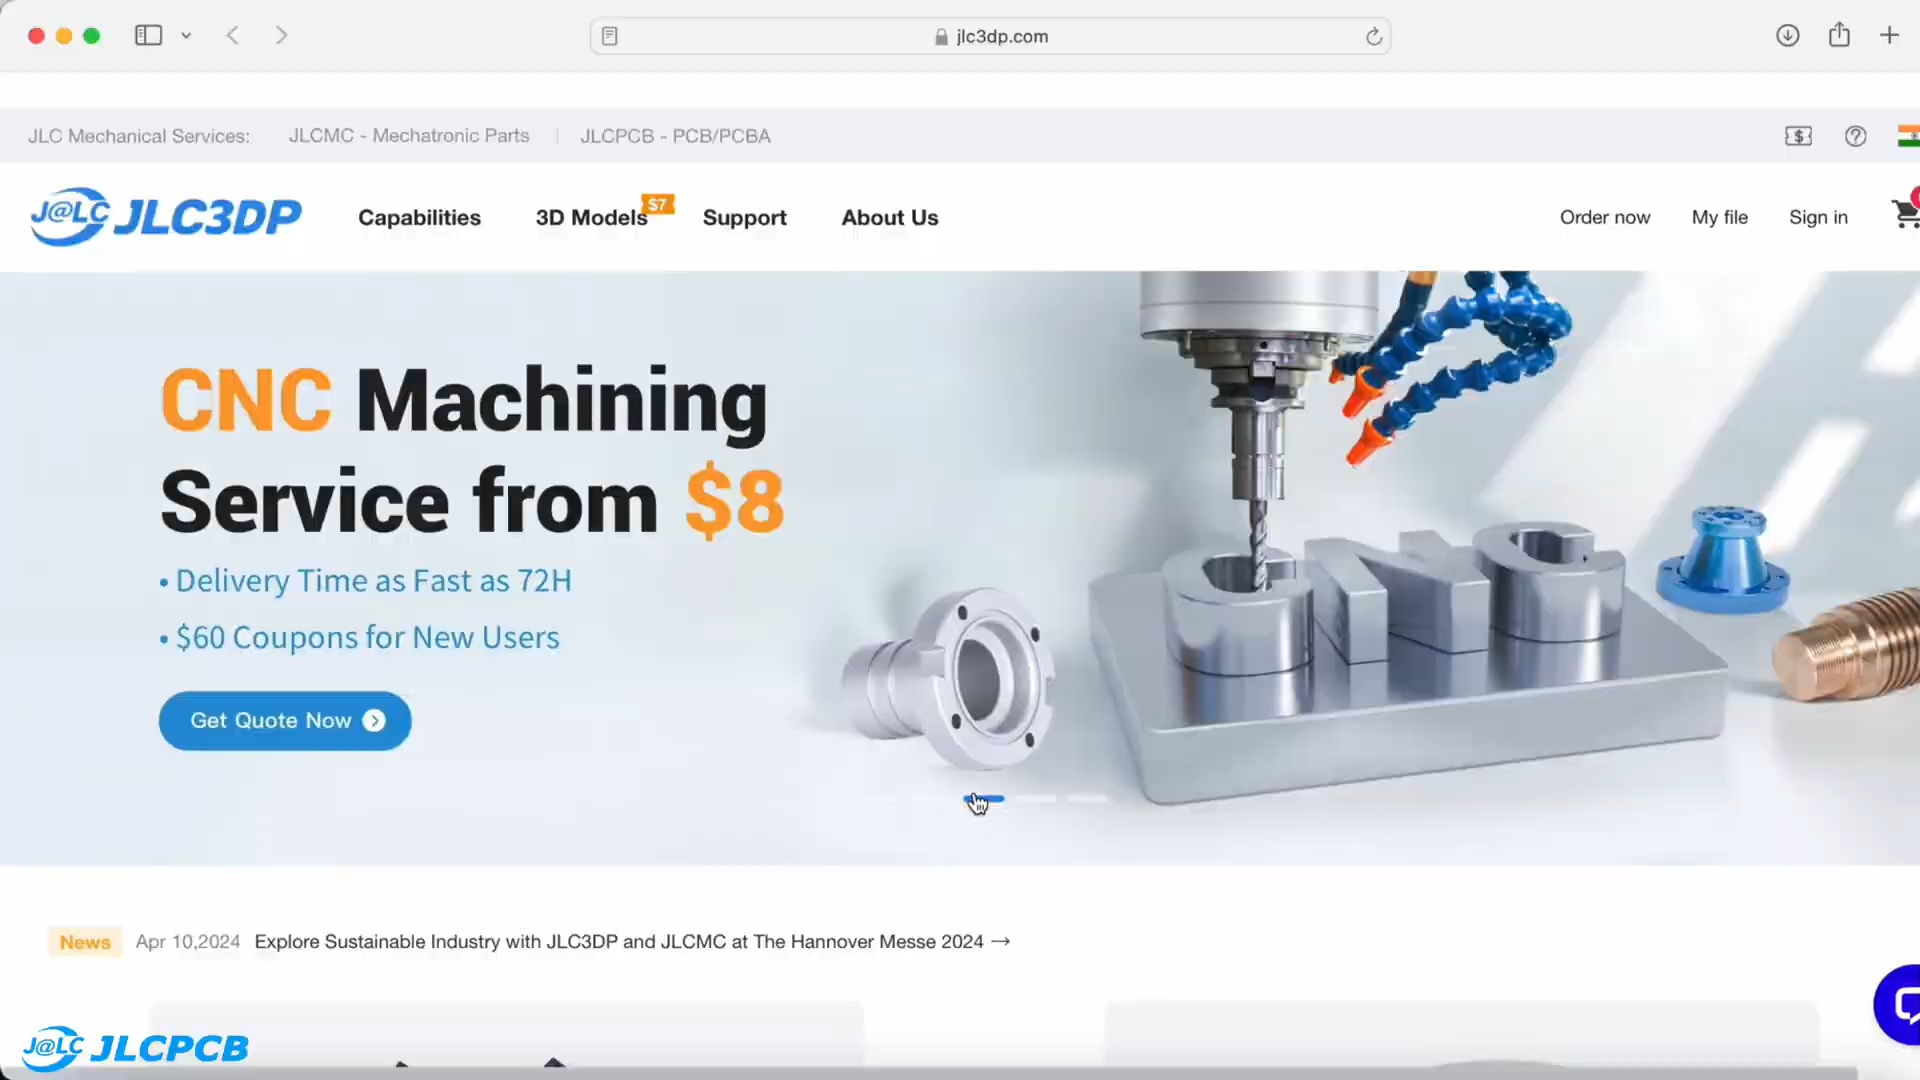 jlc3dp.com
JLC Mechanical Services: JLCMC - Mechatronic Parts JLCPCB - PCB/PCBA
J@LC JLC3DP Capabilities 3D Models $7 Support About Us Order now My file Sign in
CNC Machining
Service from $8
• Delivery Time as Fast as 72H
• $60 Coupons for New Users
Get Quote Now
CNC
News Apr 10,2024 Explore Sustainable Industry with JLC3DP and JLCMC at The Hannover Messe 2024 →
J@LC JLCPCB